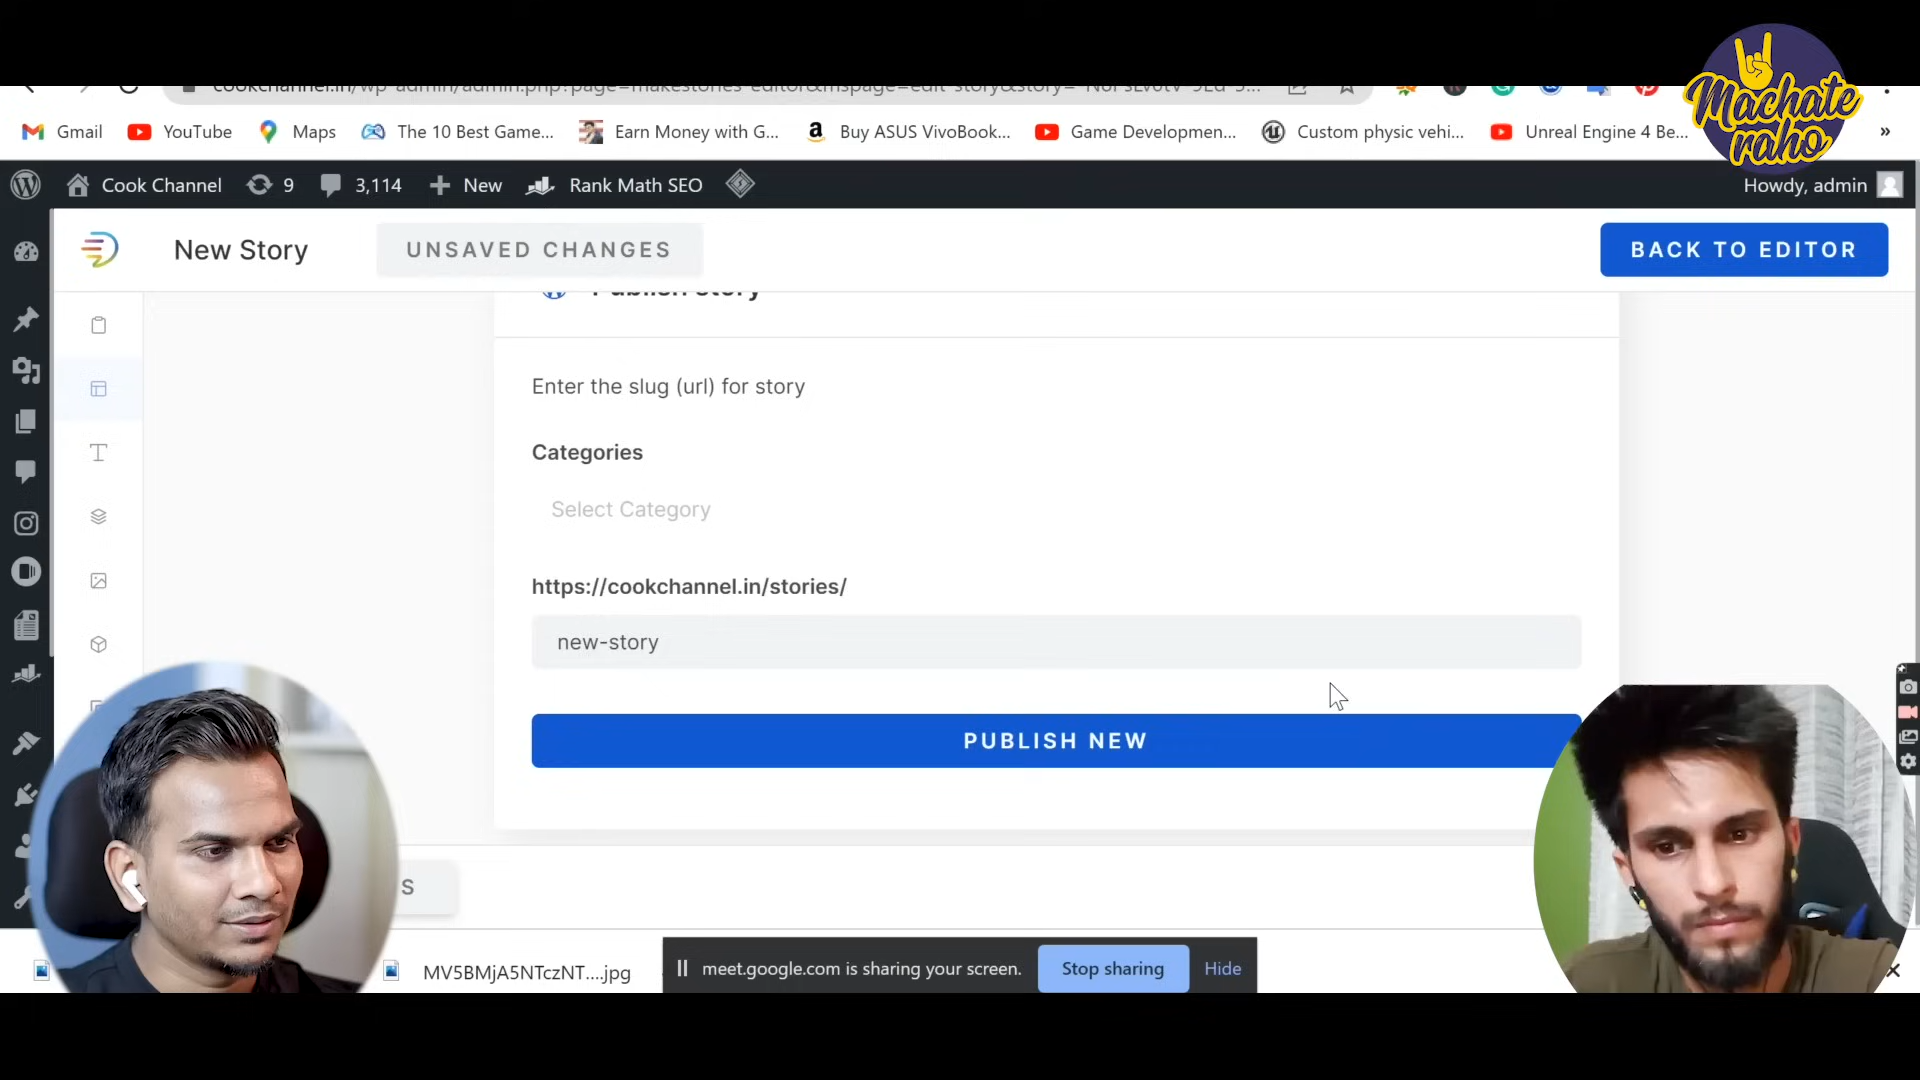 Machate
raho
Gmail YouTube Maps The 10 Best Game... Earn Money with G... Buy ASUS VivoBook... Game Developmen... Custom physic vehi... Unreal Engine 4 Be... »
Cook Channel 9 3,114 New Rank Math SEO Howdy, admin
New Story UNSAVED CHANGES BACK TO EDITOR
Publish story
Enter the slug (url) for story
Categories
Select Category
https://cookchannel.in/stories/
new-story
PUBLISH NEW
S
MV5BMjA5NTczNT....jpg
meet.google.com is sharing your screen. Stop sharing Hide